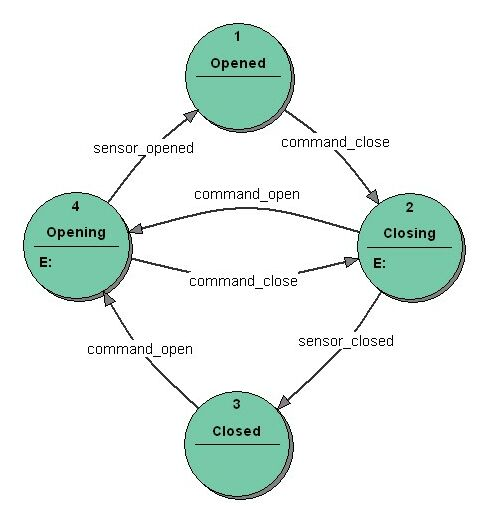 1
Opened
command_close
sensor_opened
command_open
4
Opening
E:
2
Closing
E:
command_close
sensor_closed
command_open
3
Closed